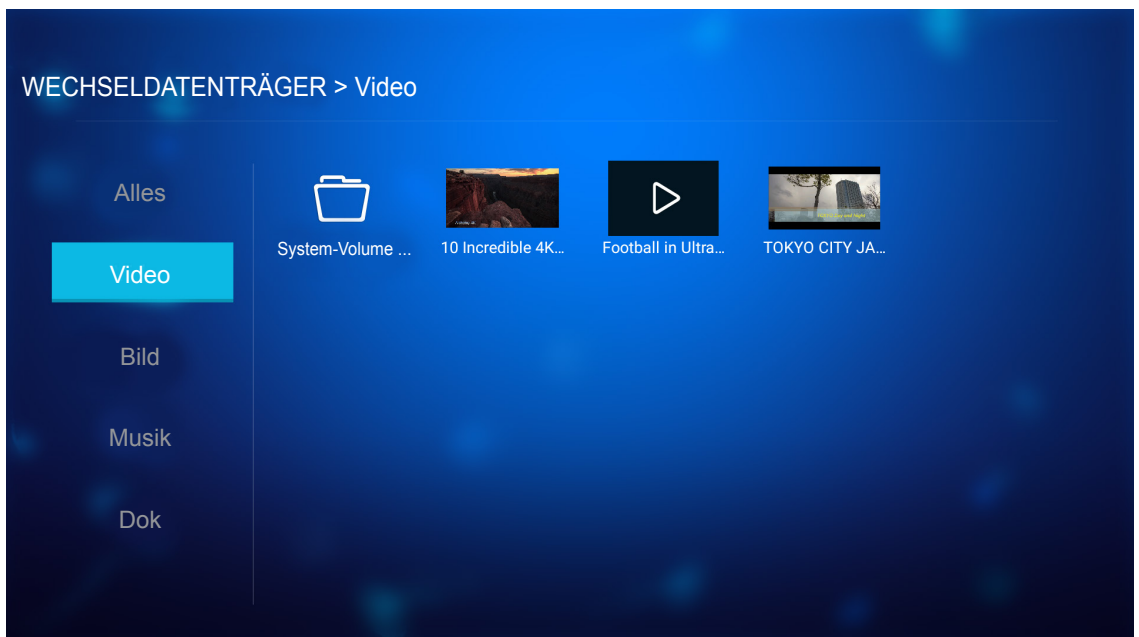 WECHSELDATENTRÄGER > Video
Alles
Video
Bild
Musik
Dok
System-Volume ...
10 Incredible 4K...
Football in Ultra...
TOKYO CITY JA...